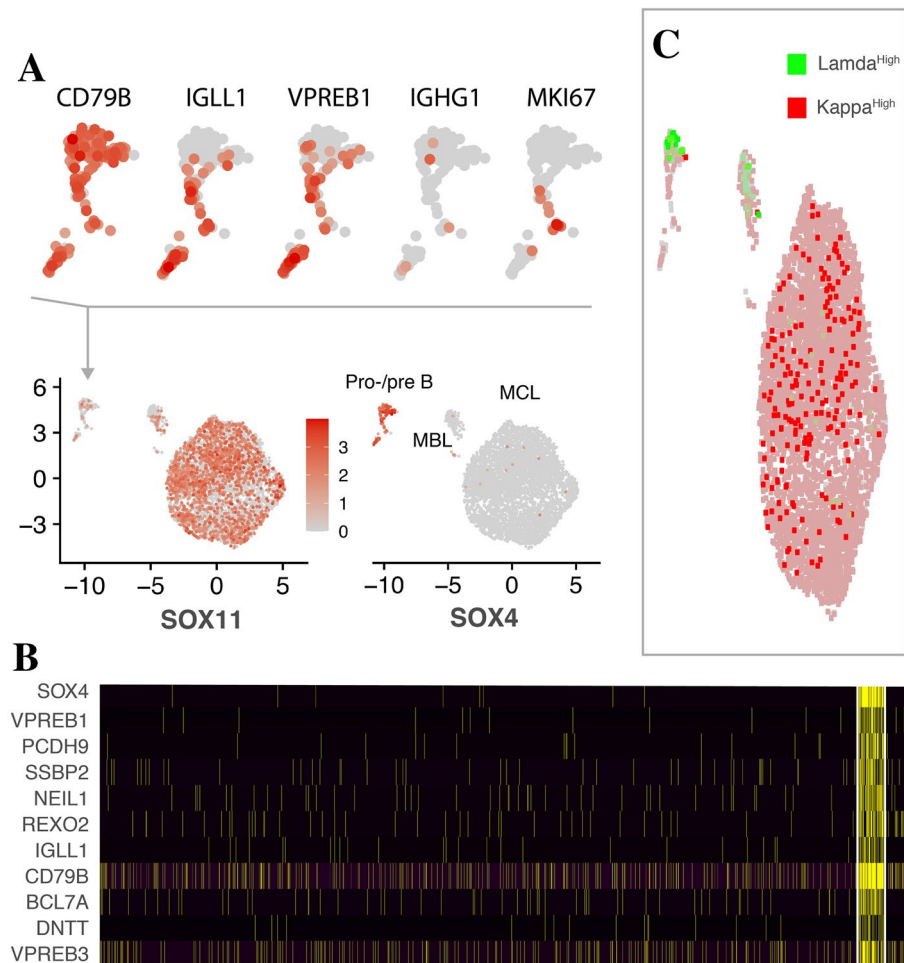 A
CD79B IGLL1 VPREB1 IGHG1 MKI67
6
3
0
−3
−10 −5 0 5
SOX11
3
2
1
0
Pro-/pre B
MBL
MCL
−10 −5 0 5
SOX4
C
Lamda^High
Kappa^High
B
SOX4
VPREB1
PCDH9
SSBP2
NEIL1
REXO2
IGLL1
CD79B
BCL7A
DNTT
VPREB3